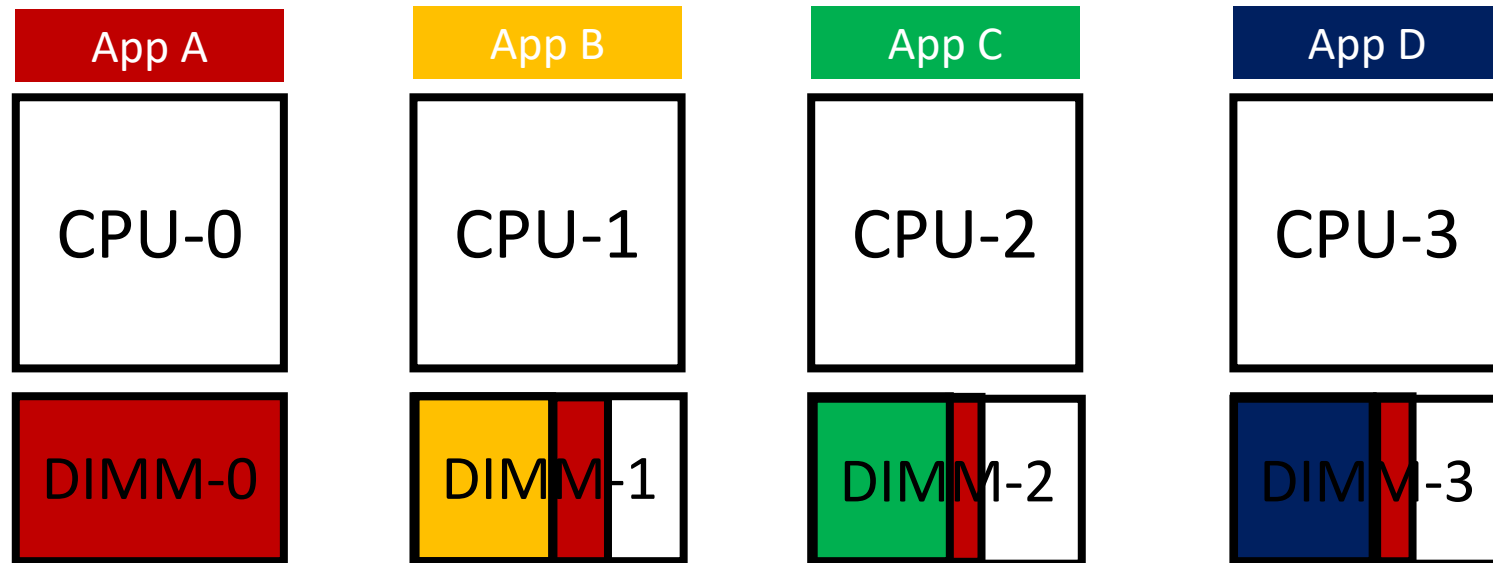 App A
App B
App C
App D
CPU-0
CPU-1
CPU-2
CPU-3
DIMM-0
DIMM-1
DIMM-2
DIMM-3